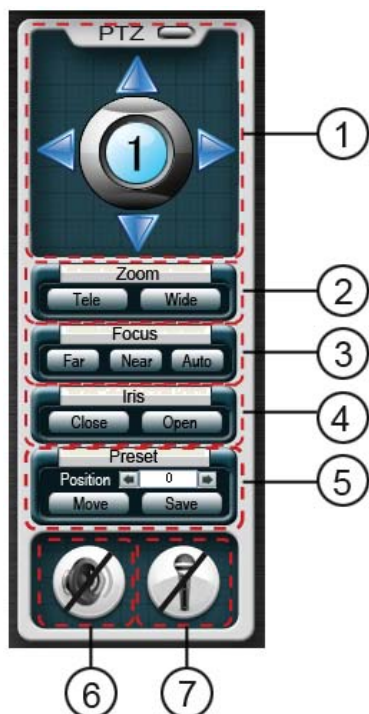 PTZ
1
1
Zoom
Tele Wide
2
Focus
Far Near Auto
3
Iris
Close Open
4
Preset
Position 0
5
Move Save
6 7